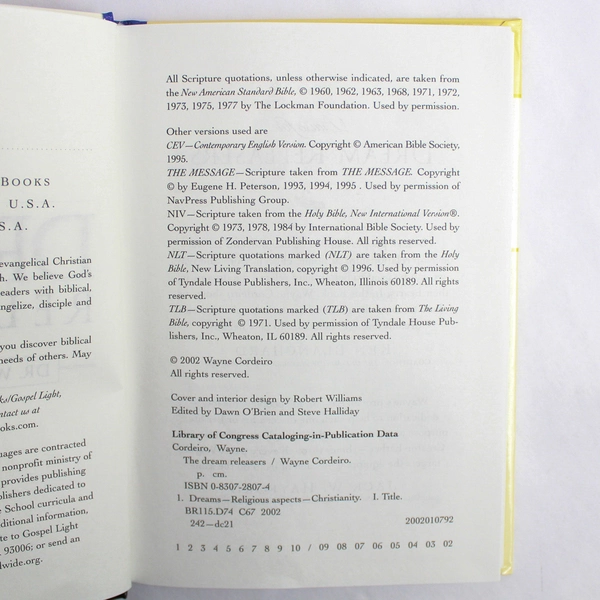 BOOKS
U.S.A.
S.A.
evangelical Christian
h. We believe God's
eaders with biblical,
ngelize, disciple and
you discover biblical
needs of others. May
ks/Gospel Light,
ntact us at
oks.com.
uages are contracted
nonprofit ministry of
provides publishing
blishers dedicated to
School curricula and
ditional information,
te to Gospel Light
93006; or send an
wide.org.
All Scripture quotations, unless otherwise indicated, are taken from
the New American Standard Bible, © 1960, 1962, 1963, 1968, 1971, 1972,
1973, 1975, 1977 by The Lockman Foundation. Used by permission.
Other versions used are
CEV—Contemporary English Version. Copyright © American Bible Society,
1995.
THE MESSAGE—Scripture taken from THE MESSAGE. Copyright
© by Eugene H. Peterson, 1993, 1994, 1995 . Used by permission of
NavPress Publishing Group.
NIV—Scripture taken from the Holy Bible, New International Version®.
Copyright © 1973, 1978, 1984 by International Bible Society. Used by
permission of Zondervan Publishing House. All rights reserved.
NLT—Scripture quotations marked (NLT) are taken from the Holy
Bible, New Living Translation, copyright © 1996. Used by permission
of Tyndale House Publishers, Inc., Wheaton, Illinois 60189. All rights
reserved.
TLB—Scripture quotations marked (TLB) are taken from The Living
Bible, copyright © 1971. Used by permission of Tyndale House Pub-
lishers, Inc., Wheaton, IL 60189. All rights reserved.
© 2002 Wayne Cordeiro
All rights reserved.
Cover and interior design by Robert Williams
Edited by Dawn O'Brien and Steve Halliday
Library of Congress Cataloging-in-Publication Data
Cordeiro, Wayne.
The dream releasers / Wayne Cordeiro.
p. cm.
ISBN 0-8307-2807-4
1. Dreams—Religious aspects—Christianity. I. Title.
BR115.D74 C67 2002
242—dc21 2002010792
1 2 3 4 5 6 7 8 9 10 / 09 08 07 06 05 04 03 02